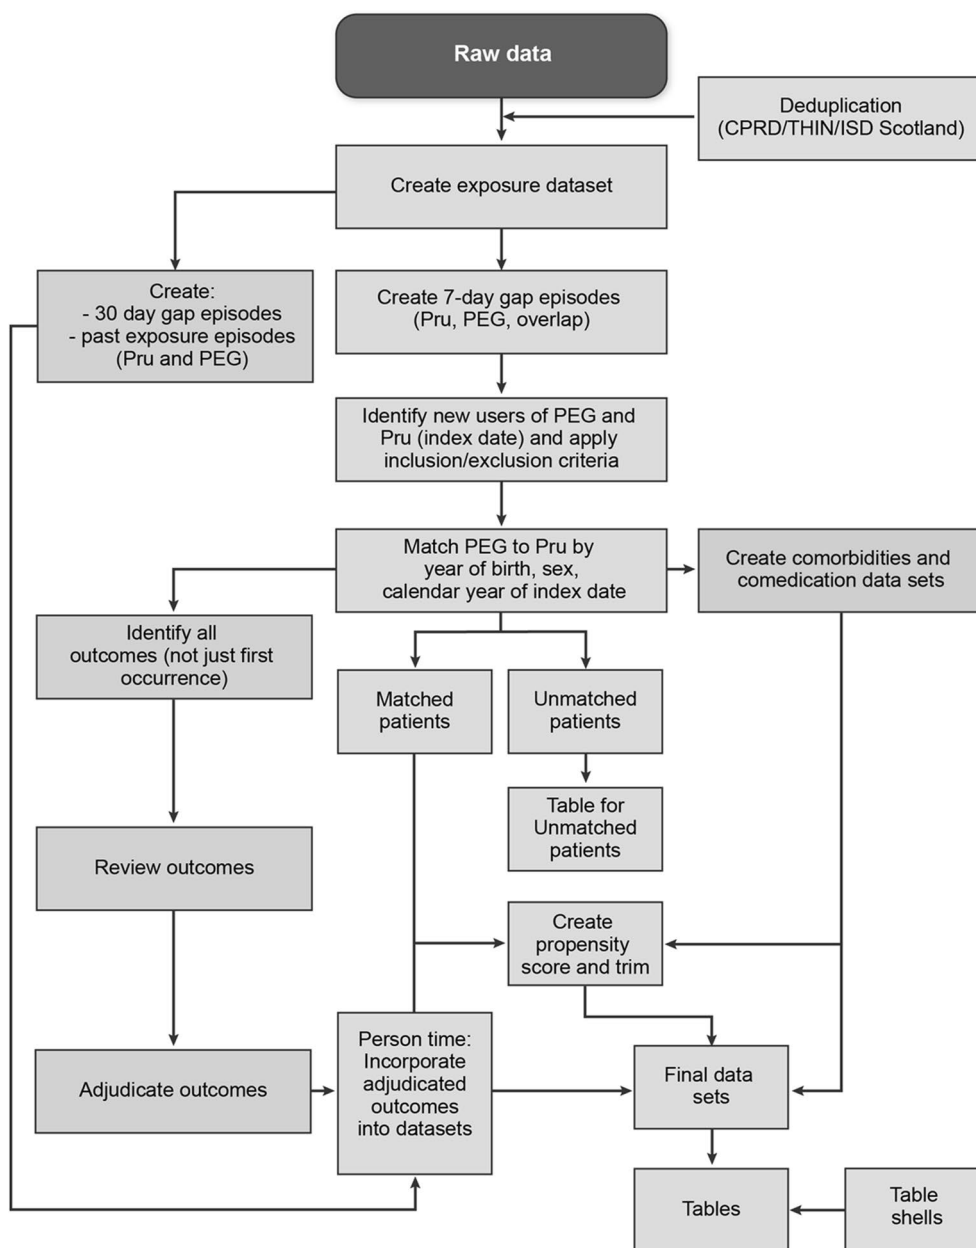 Raw data
Deduplication
(CPRD/THIN/ISD Scotland)
Create exposure dataset
Create:
- 30 day gap episodes
- past exposure episodes
(Pru and PEG)
Create 7-day gap episodes
(Pru, PEG, overlap)
Identify new users of PEG and
Pru (index date) and apply
inclusion/exclusion criteria
Match PEG to Pru by
year of birth, sex,
calendar year of index date
Create comorbidities and
comedication data sets
Identify all
outcomes (not just first
occurrence)
Matched
patients
Unmatched
patients
Table for
Unmatched
patients
Review outcomes
Create
propensity
score and trim
Adjudicate outcomes
Person time:
Incorporate
adjudicated
outcomes
into datasets
Final data
sets
Tables
Table
shells